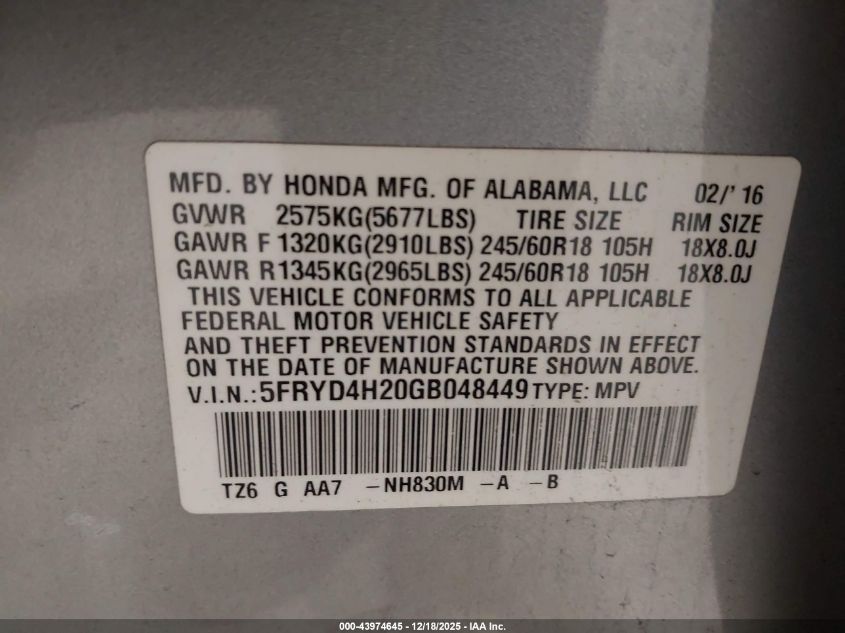 MFD. BY HONDA MFG. OF ALABAMA, LLC 02/' 16
GVWR 2575KG(5677LBS) TIRE SIZE RIM SIZE
GAWR F 1320KG(2910LBS) 245/60R18 105H 18X8.0J
GAWR R 1345KG(2965LBS) 245/60R18 105H 18X8.0J
THIS VEHICLE CONFORMS TO ALL APPLICABLE
FEDERAL MOTOR VEHICLE SAFETY
AND THEFT PREVENTION STANDARDS IN EFFECT
ON THE DATE OF MANUFACTURE SHOWN ABOVE.
V.I.N.: 5FRYD4H20GB048449 TYPE: MPV
TZ6 G AA7 -NH830M -A -B
000-43974645 - 12/18/2025 - IAA Inc.